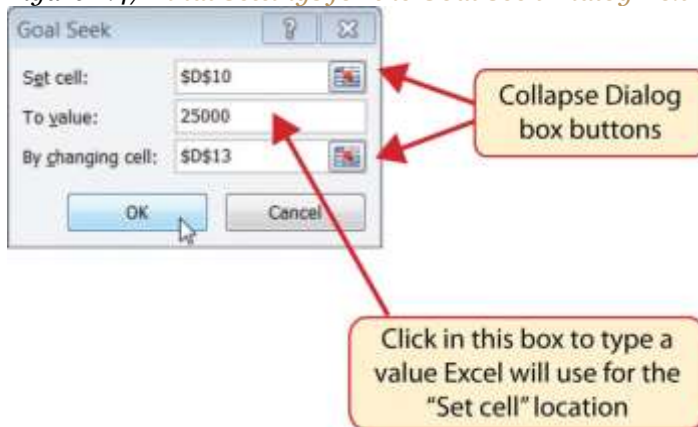 Goal Seek
Set cell: $D$10
To value: 25000
By changing cell: $D$13
OK Cancel
Collapse Dialog
box buttons
Click in this box to type a
value Excel will use for the
"Set cell" location